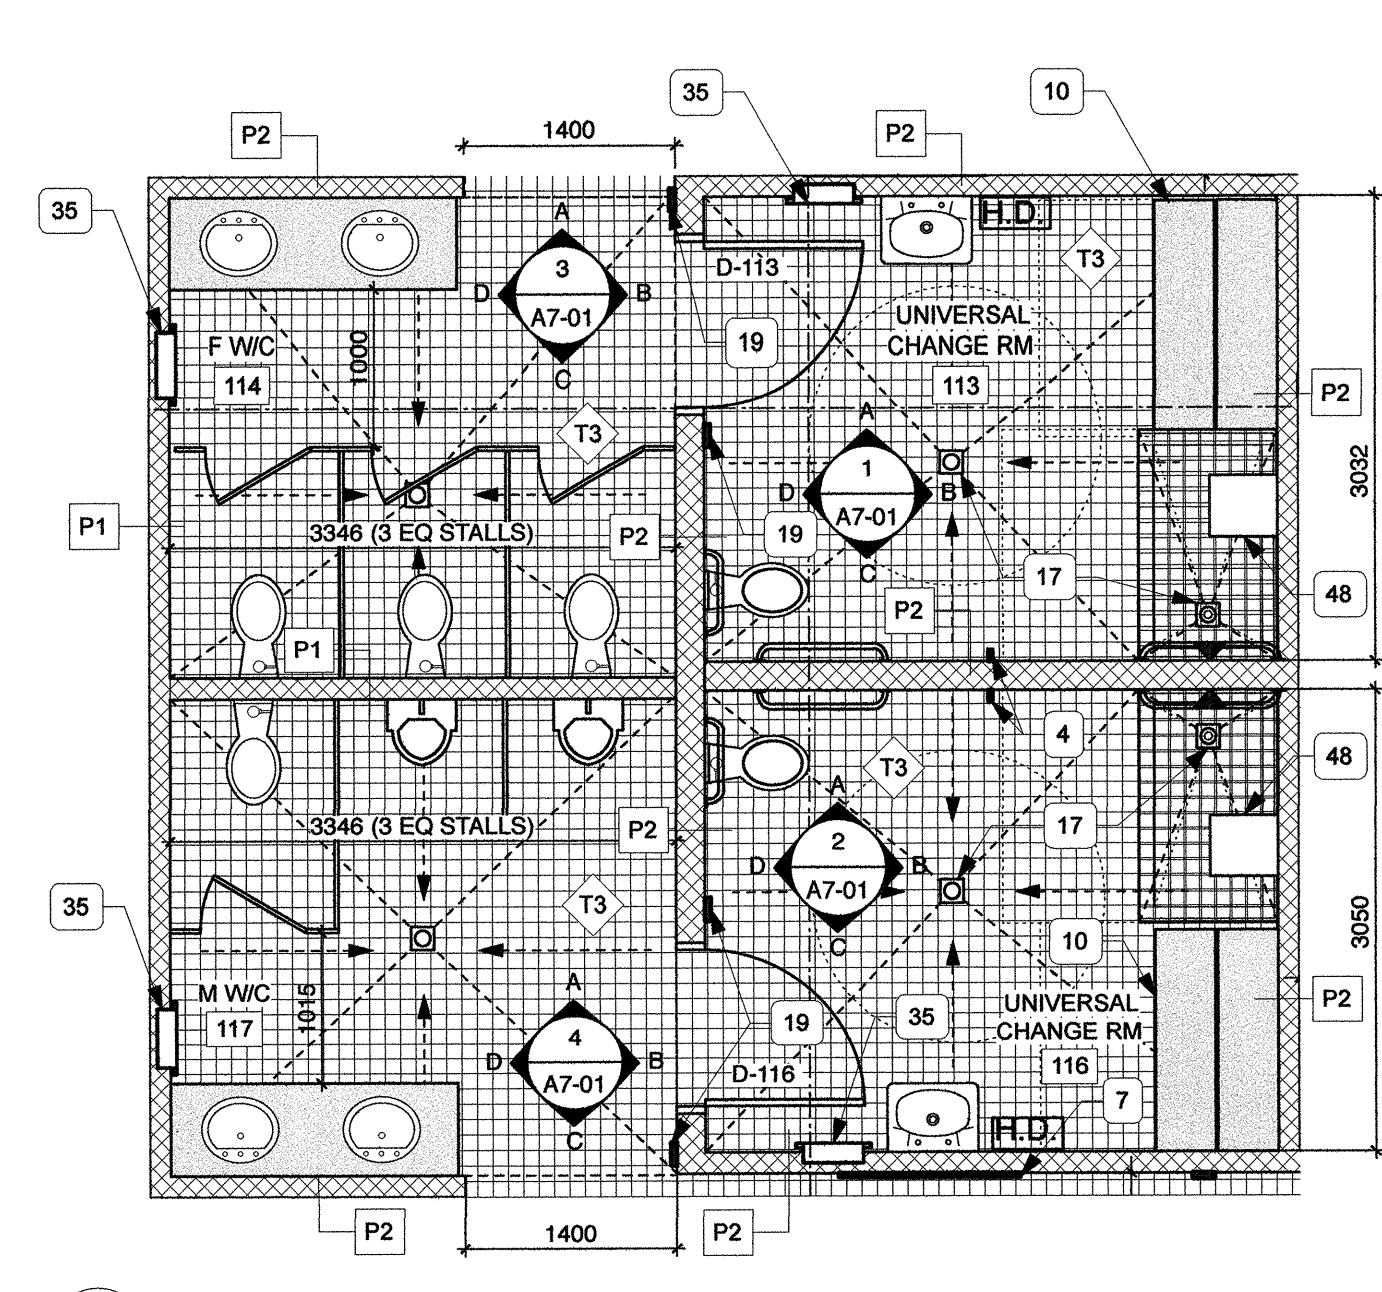 35
10
1400
P2
P2
35
A
H.D.
3
D
B
D-113
T3
A7-01
UNIVERSAL
CHANGE RM
19
F W/C
1000
113
114
C
P2
A
T3
1
3032
D
B
P1
3346 (3 EQ STALLS)
P2
A7-01
19
C
17
48
P2
P1
4
48
T3
A
3346 (3 EQ STALLS)
P2
17
2
D
B
A7-01
T3
35
3050
C
10
M W/C
1015
A
P2
117
UNIVERSAL
CHANGE RM
19
35
4
D
B
D-116
116
A7-01
7
H.D.
C
P2
1400
P2